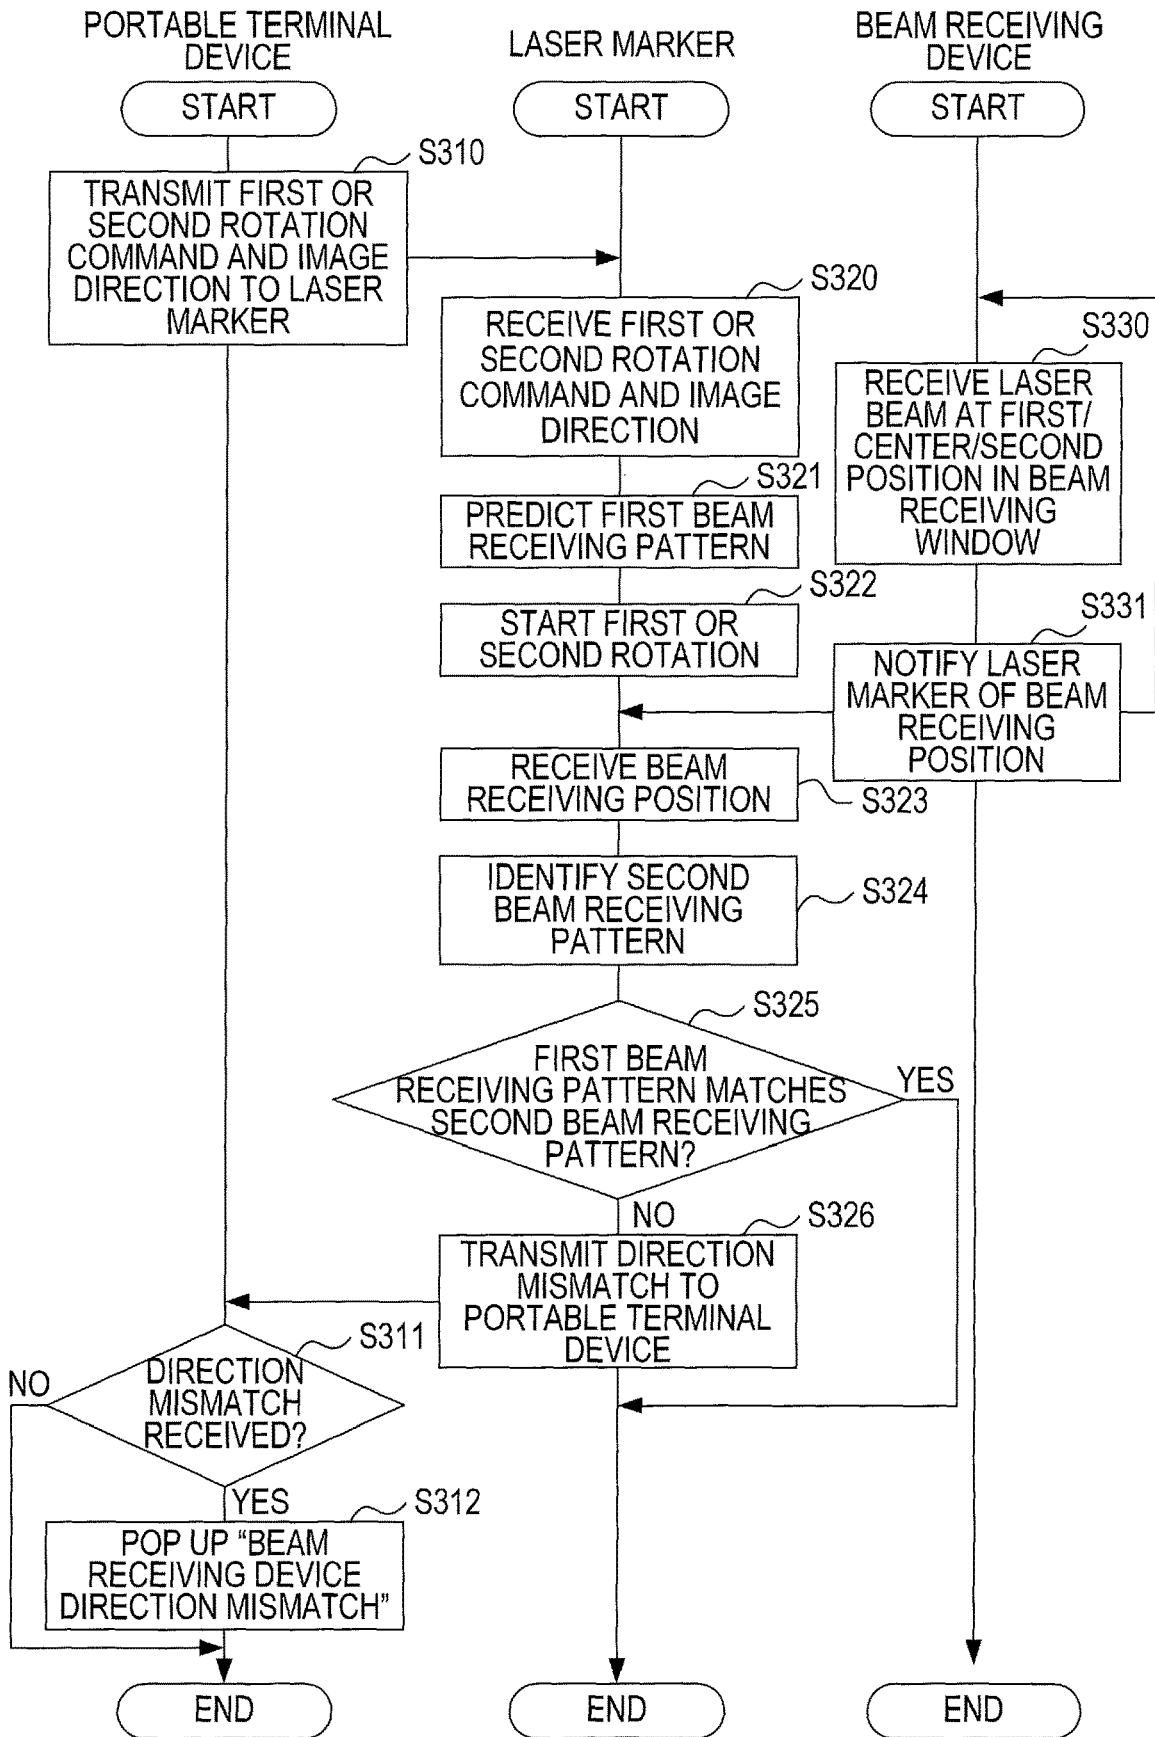 PORTABLE TERMINAL
DEVICE
LASER MARKER
BEAM RECEIVING
DEVICE
START
START
START
S310
TRANSMIT FIRST OR
SECOND ROTATION
COMMAND AND IMAGE
DIRECTION TO LASER
MARKER
S320
RECEIVE FIRST OR
SECOND ROTATION
COMMAND AND IMAGE
DIRECTION
S330
RECEIVE LASER
BEAM AT FIRST/
CENTER/SECOND
POSITION IN BEAM
RECEIVING
WINDOW
S321
PREDICT FIRST BEAM
RECEIVING PATTERN
S322
START FIRST OR
SECOND ROTATION
S331
NOTIFY LASER
MARKER OF BEAM
RECEIVING
POSITION
RECEIVE BEAM
RECEIVING POSITION
S323
IDENTIFY SECOND
BEAM RECEIVING
PATTERN
S324
S325
FIRST BEAM
RECEIVING PATTERN MATCHES
SECOND BEAM RECEIVING
PATTERN?
YES
NO
S326
TRANSMIT DIRECTION
MISMATCH TO
PORTABLE TERMINAL
DEVICE
S311
DIRECTION
MISMATCH
RECEIVED?
NO
YES
S312
POP UP “BEAM
RECEIVING DEVICE
DIRECTION MISMATCH”
END
END
END